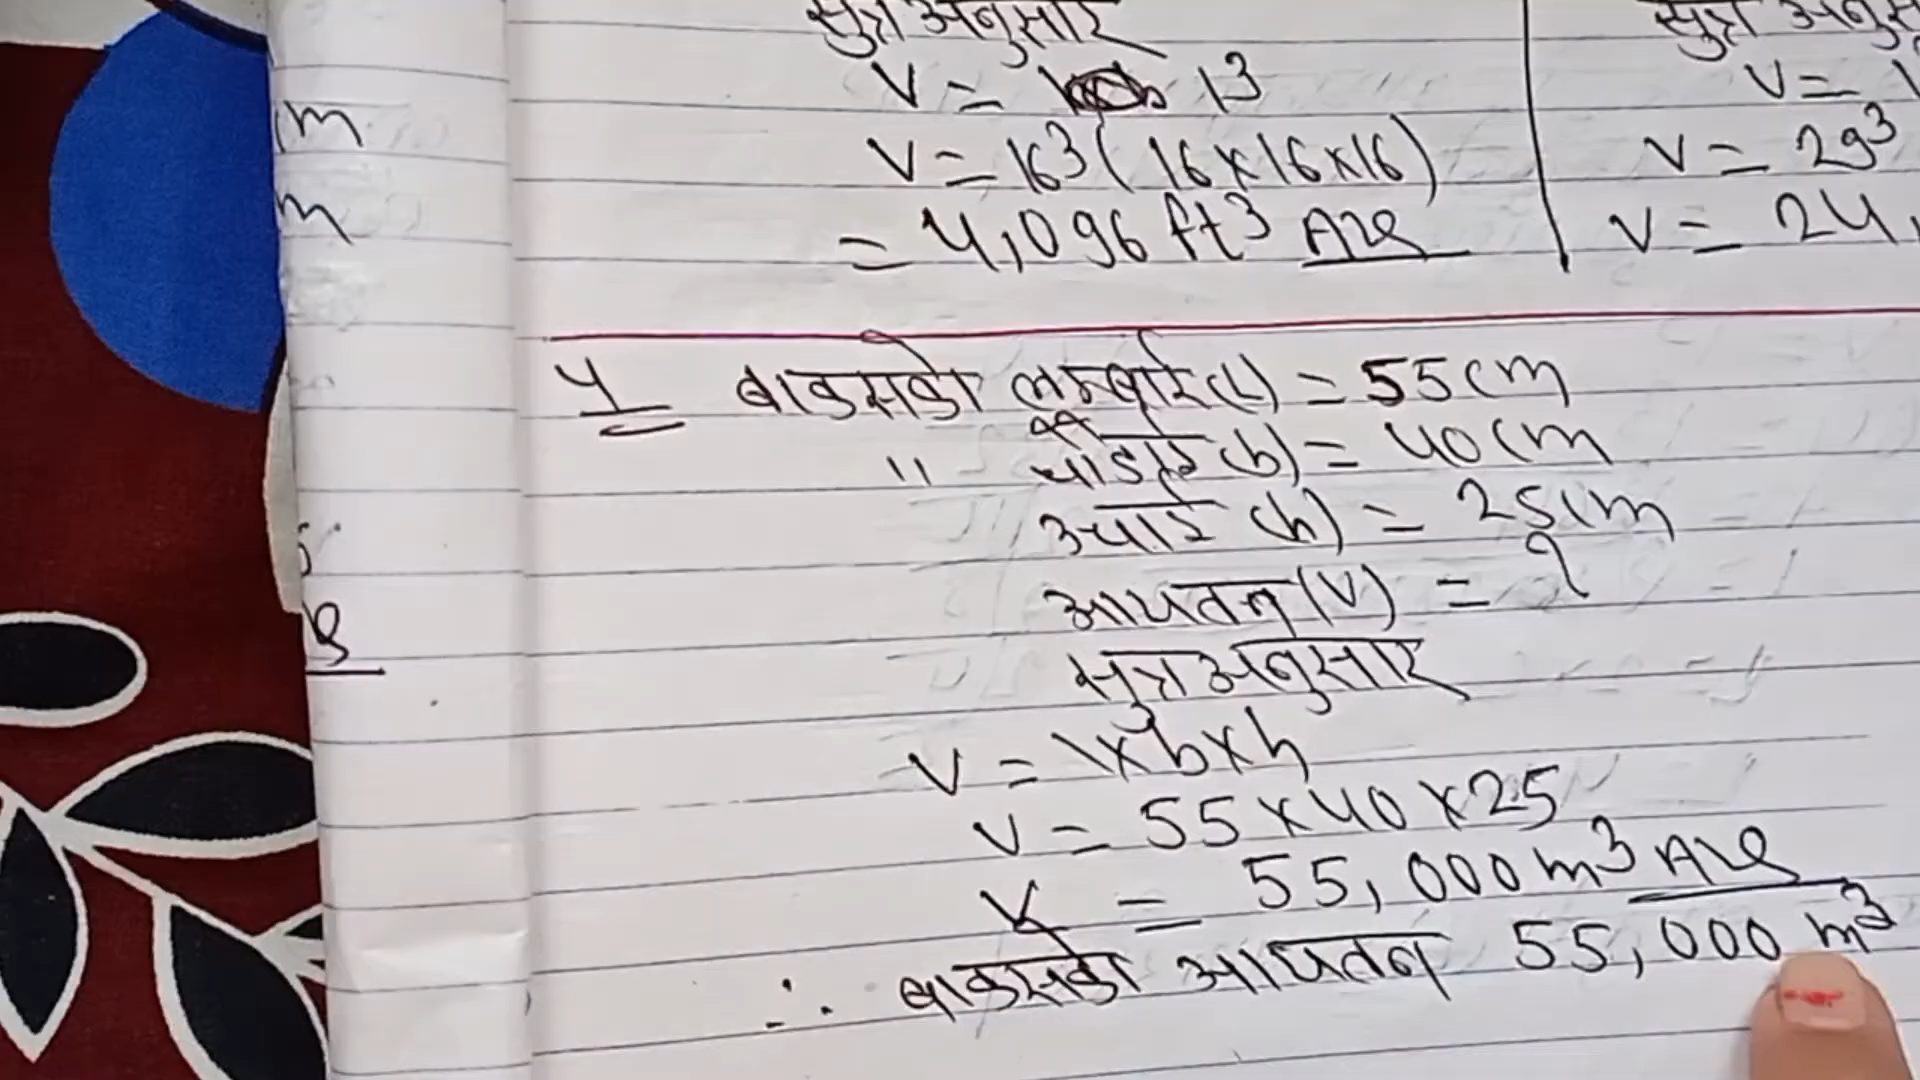 सुत्र अनुसार
V = l3
V = 163 ( 16 x 16 x 16 )
= 4,096 ft3 Ans
सुत्र अनुस
V = l
V = 293
V = 24,
cm
m
4 बाकसको लम्बाई (L) = 55 cm
" चौडाई (b) = 40 cm
उचाई (h) = 25 cm
आयतन (V) = ?
सुत्र अनुसार
V = l x b x h
V = 55 x 40 x 25
V = 55,000 m3 Ans
∴ बाकसको आयतन 55,000 m3